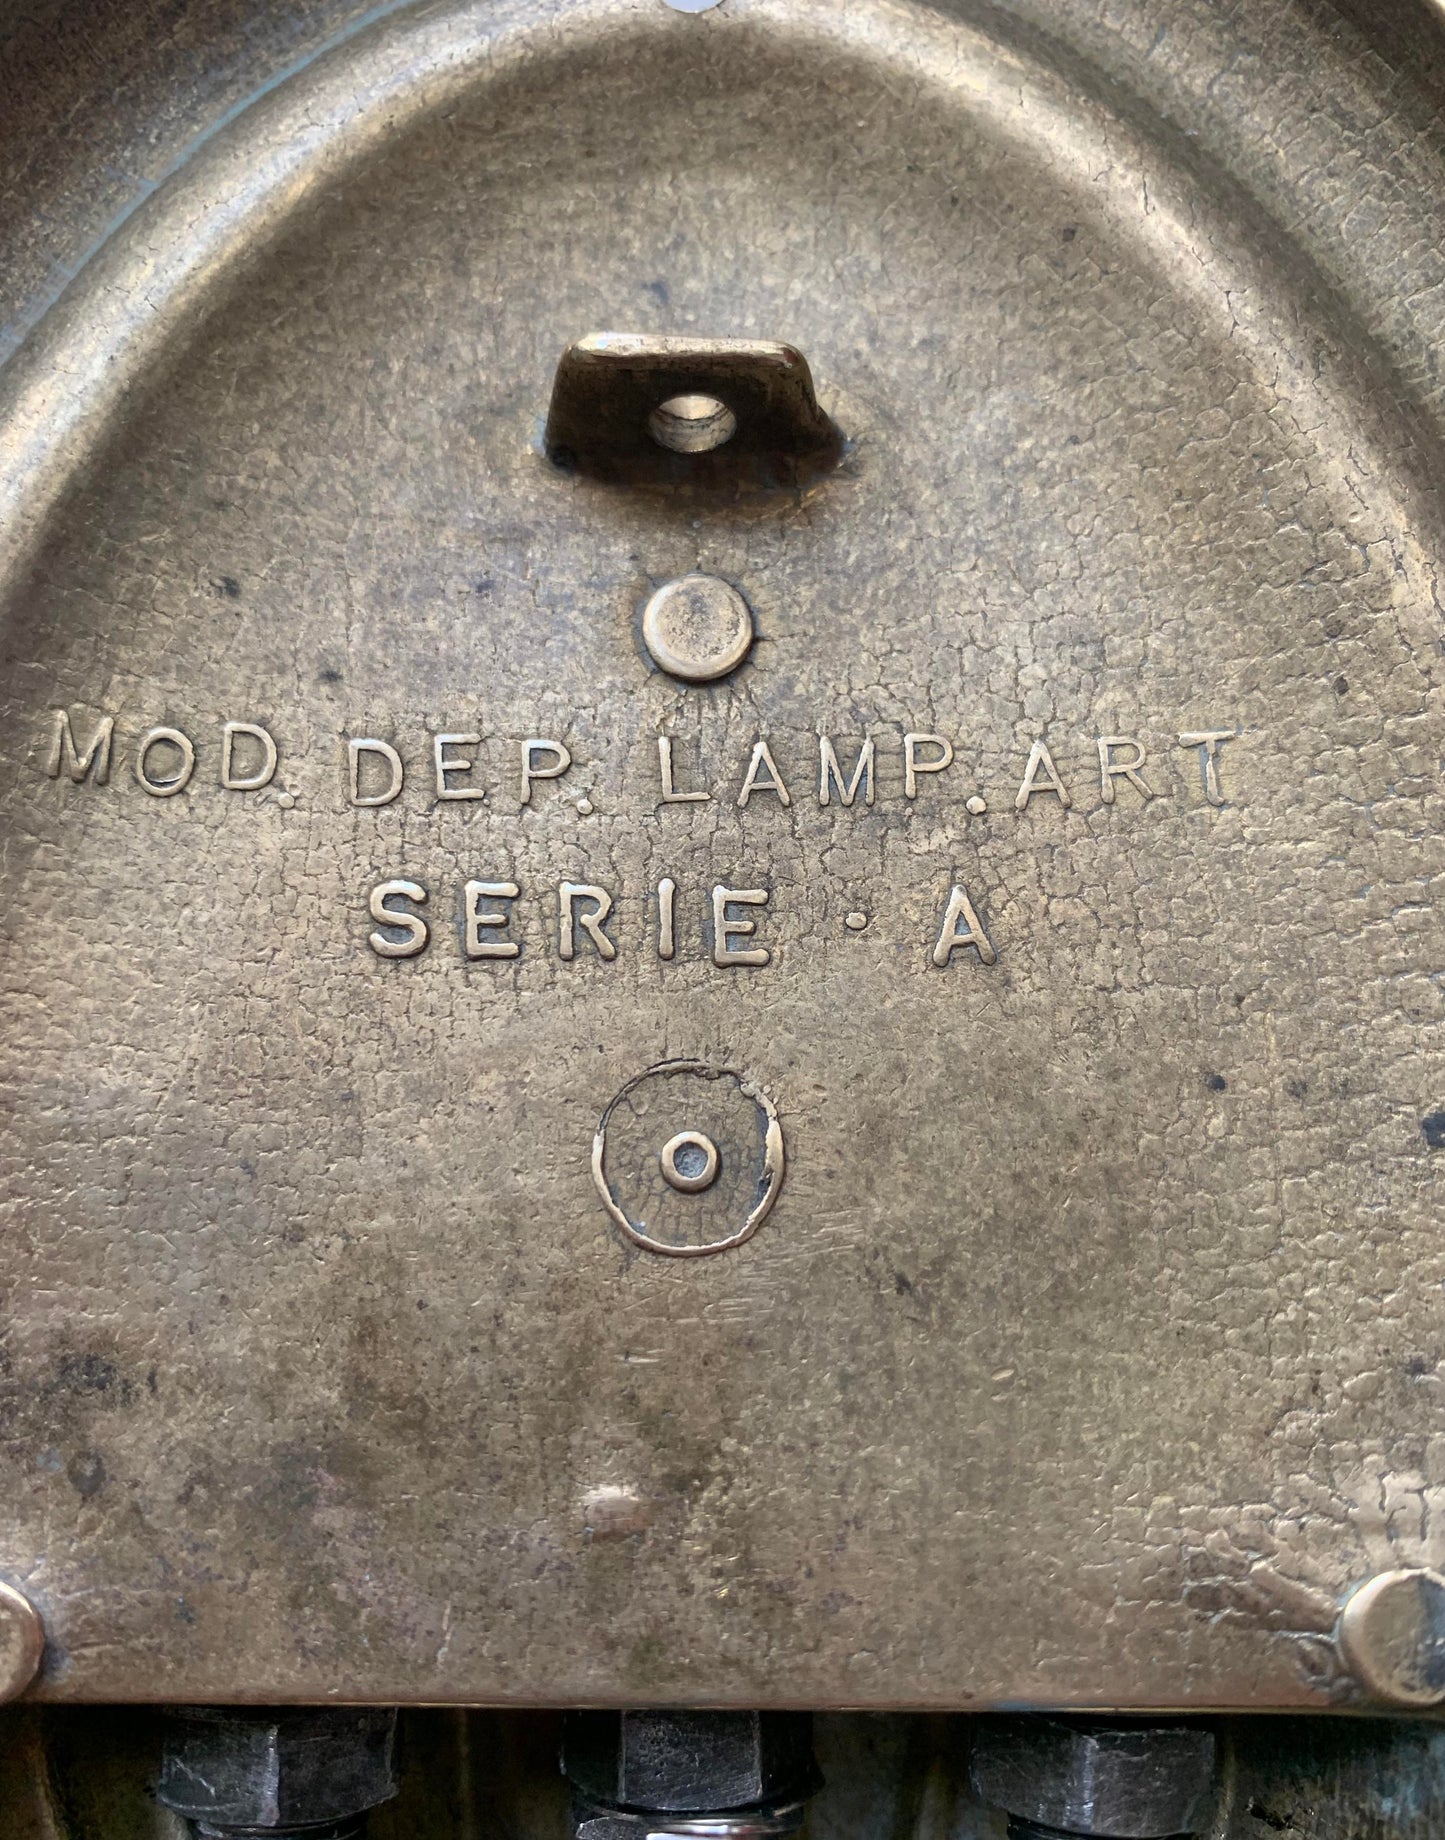 MOD. DEP. LAMP. ART
SERIE · A